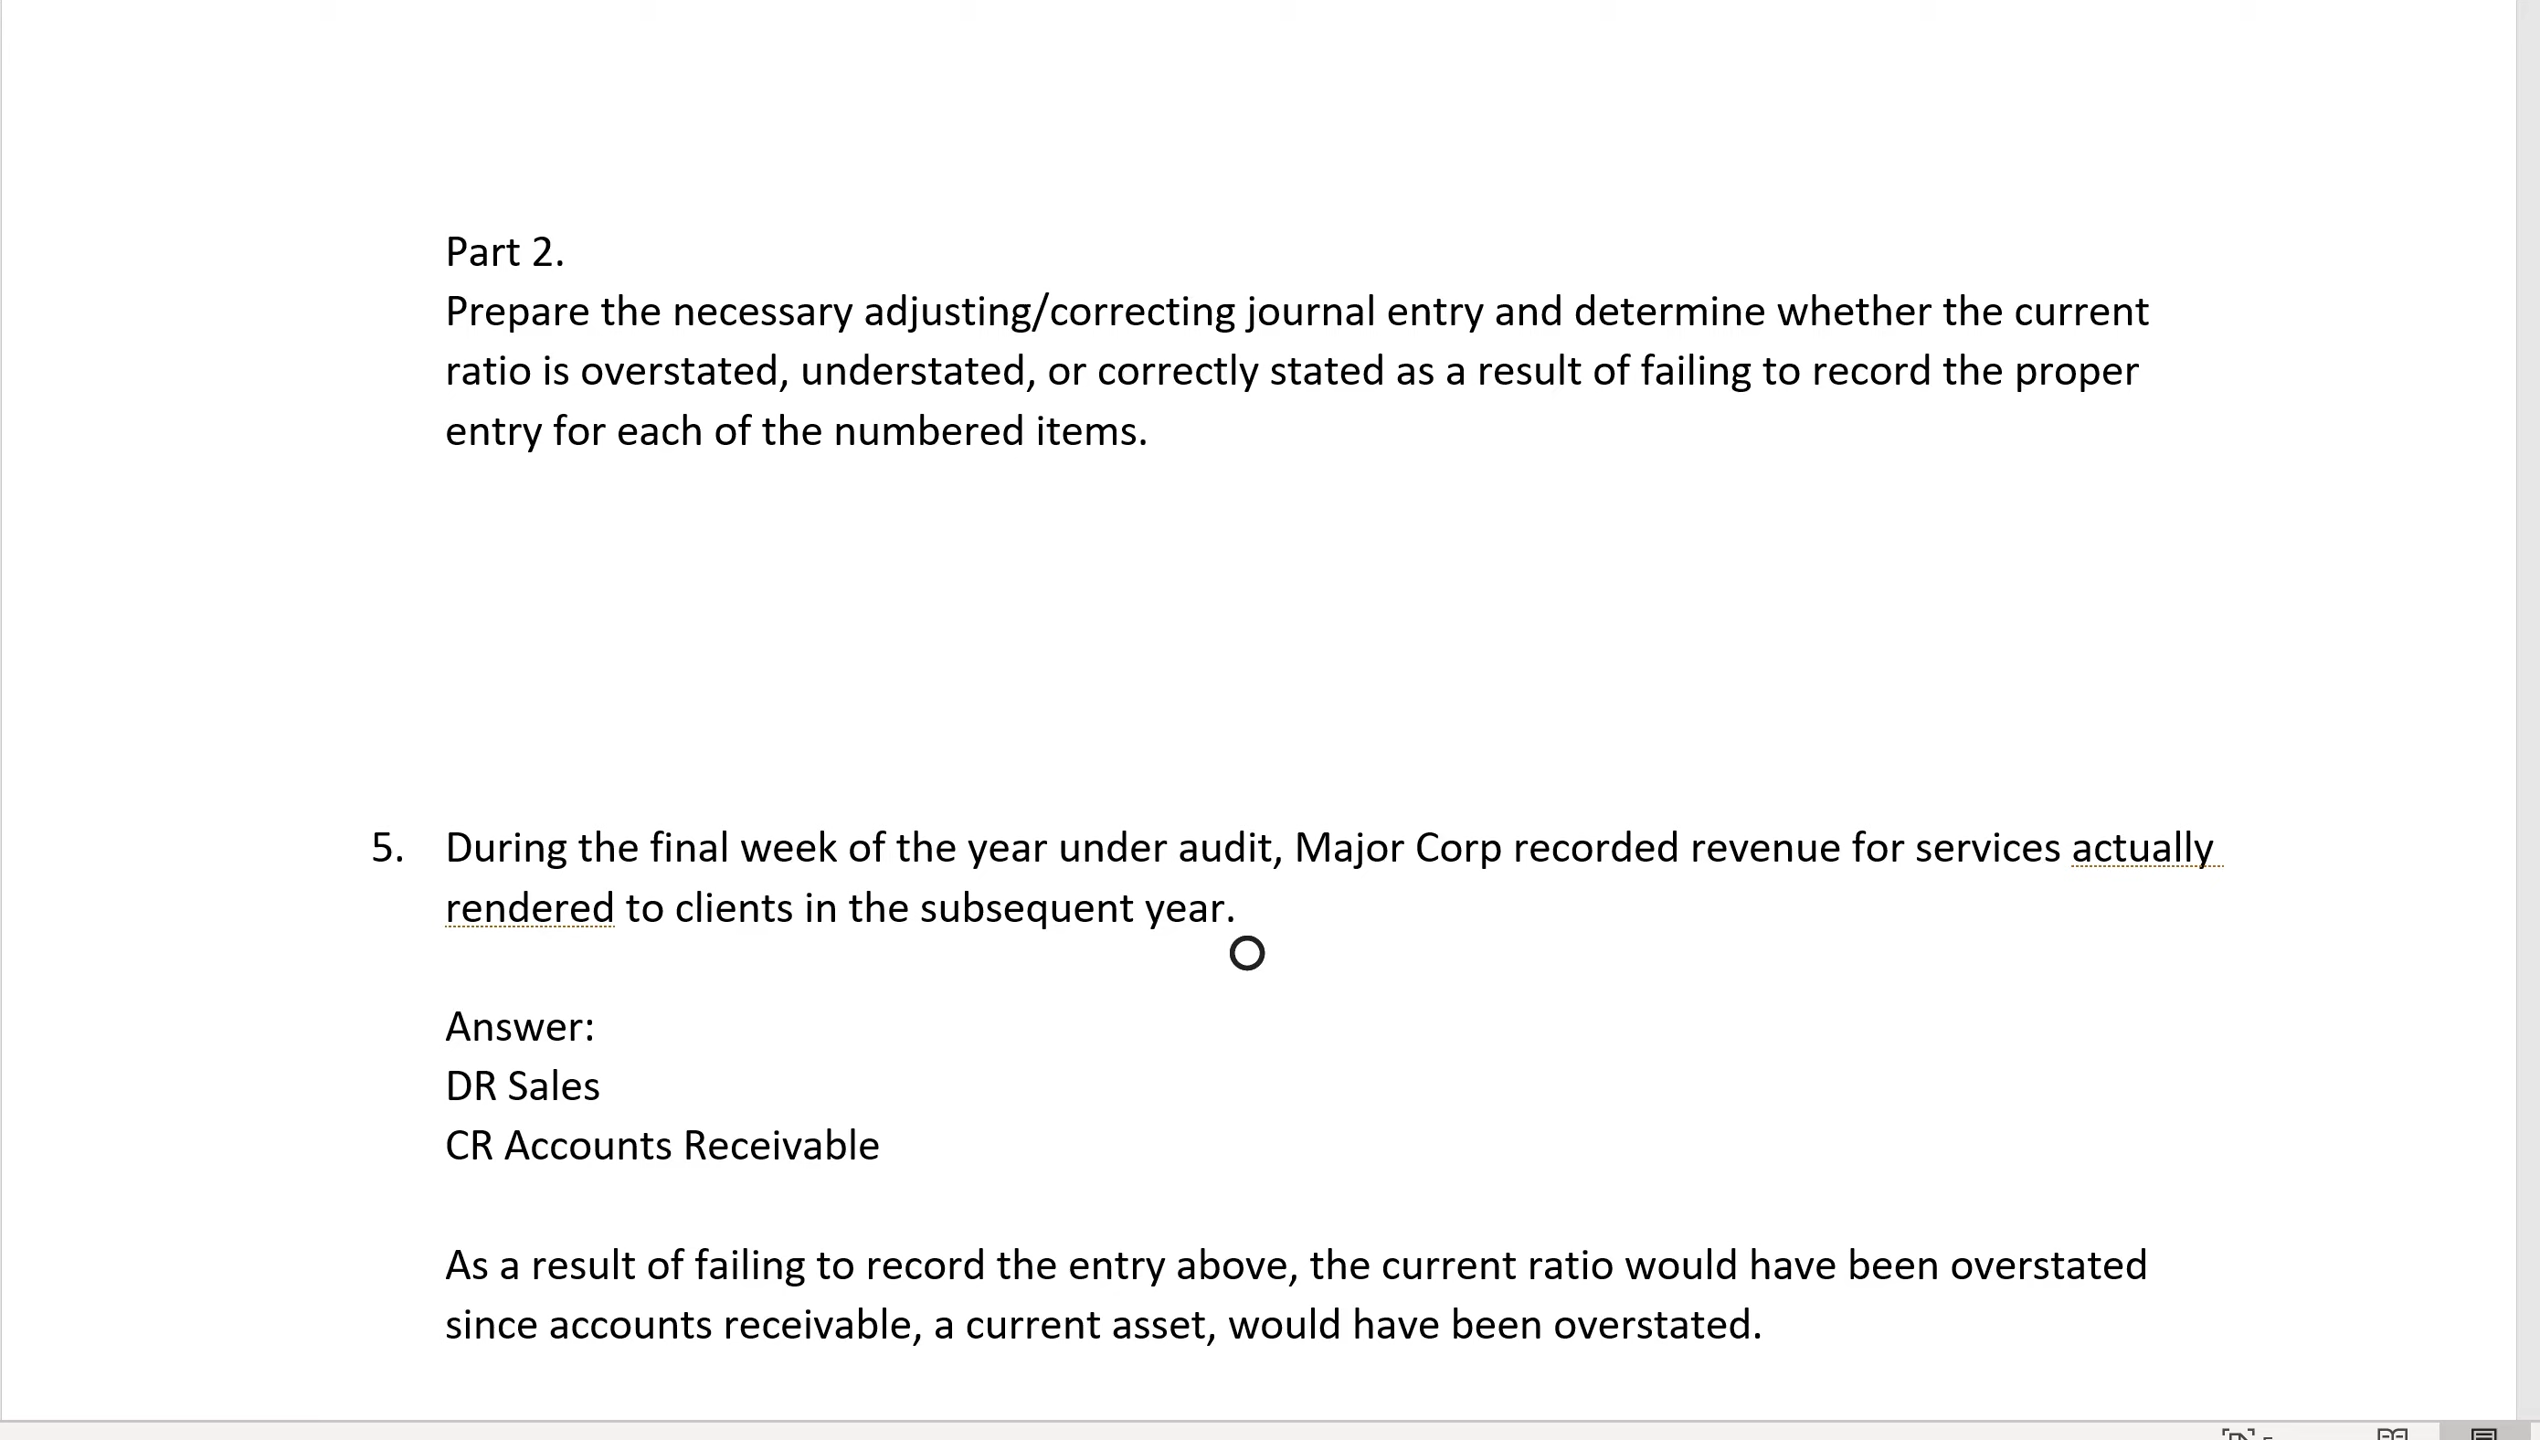 Part 2.
Prepare the necessary adjusting/correcting journal entry and determine whether the current
ratio is overstated, understated, or correctly stated as a result of failing to record the proper
entry for each of the numbered items.
5. During the final week of the year under audit, Major Corp recorded revenue for services actually
rendered to clients in the subsequent year.
Answer:
DR Sales
CR Accounts Receivable
As a result of failing to record the entry above, the current ratio would have been overstated
since accounts receivable, a current asset, would have been overstated.